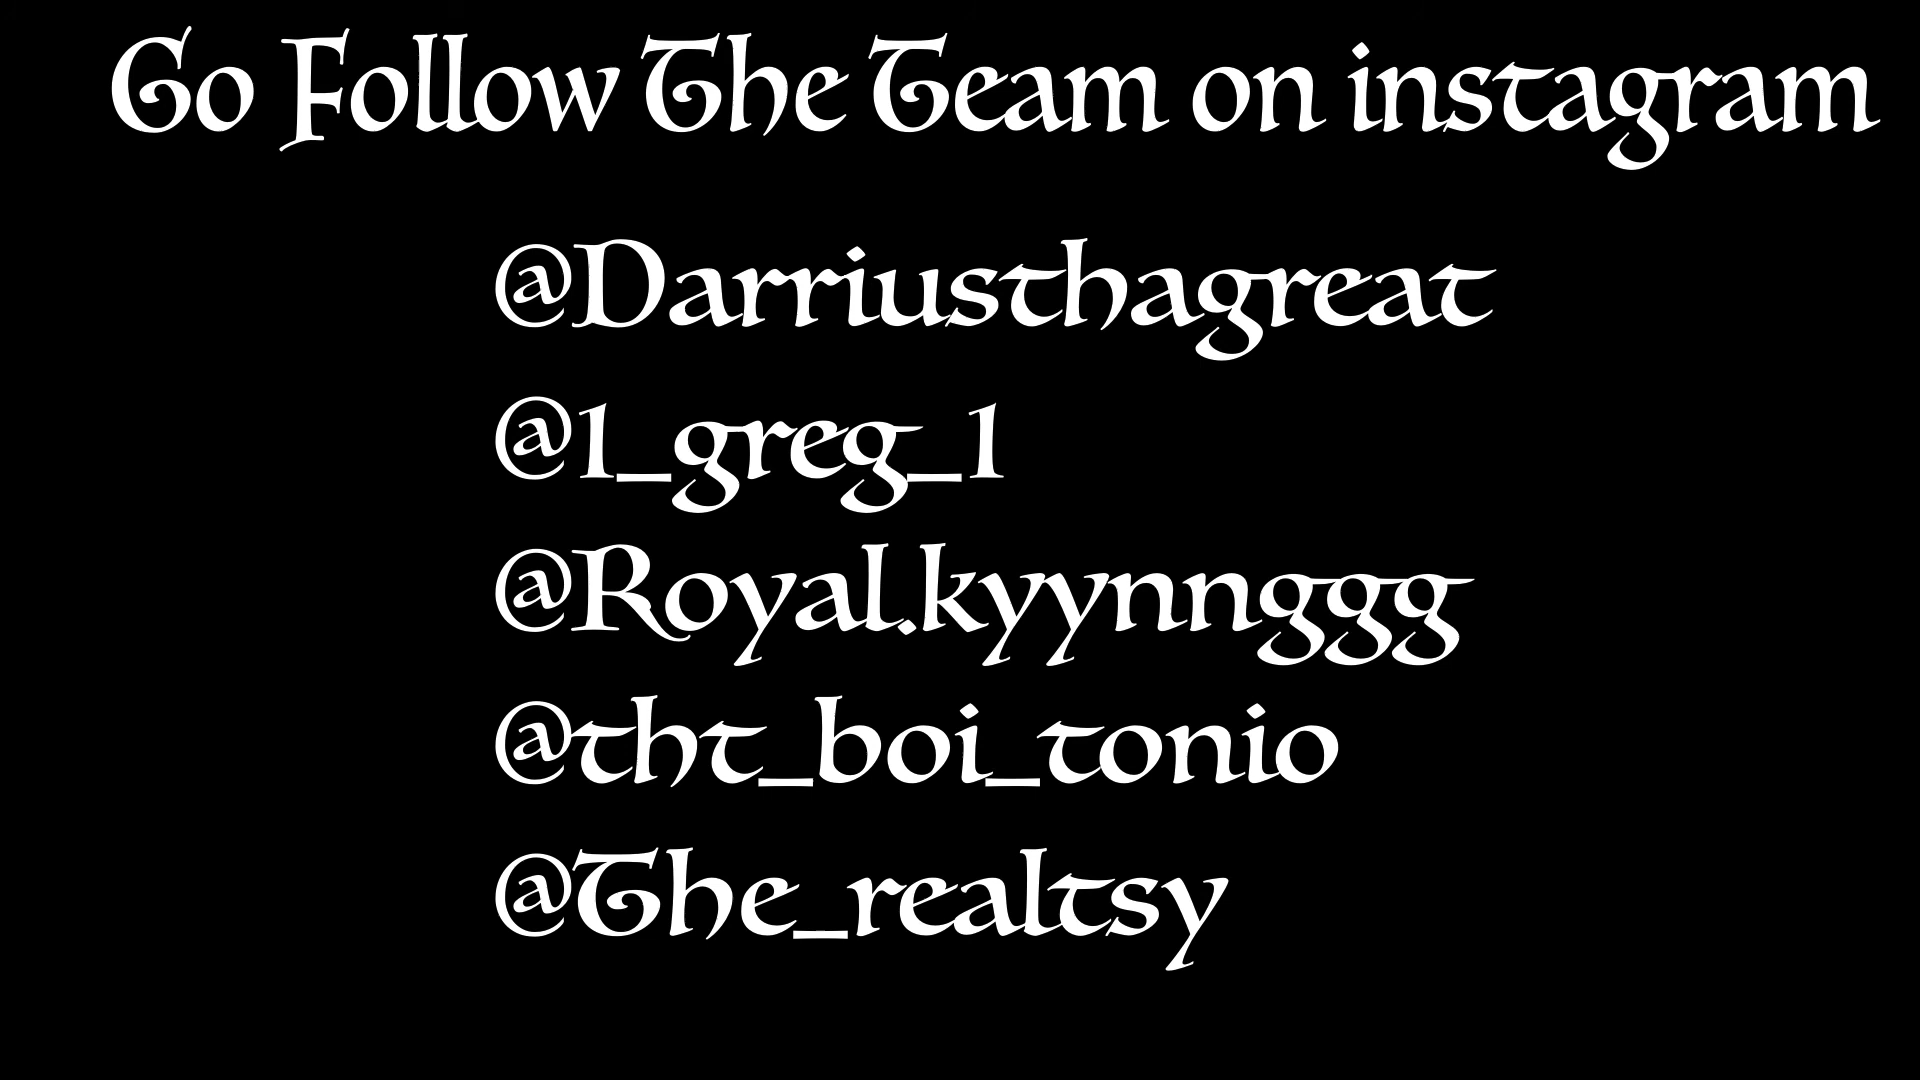 Go Follow The Team on instagram
@Darriusthagreat
@1_greg_1
@Royal.kyynnggg
@tht_boi_tonio
@The_realtsy